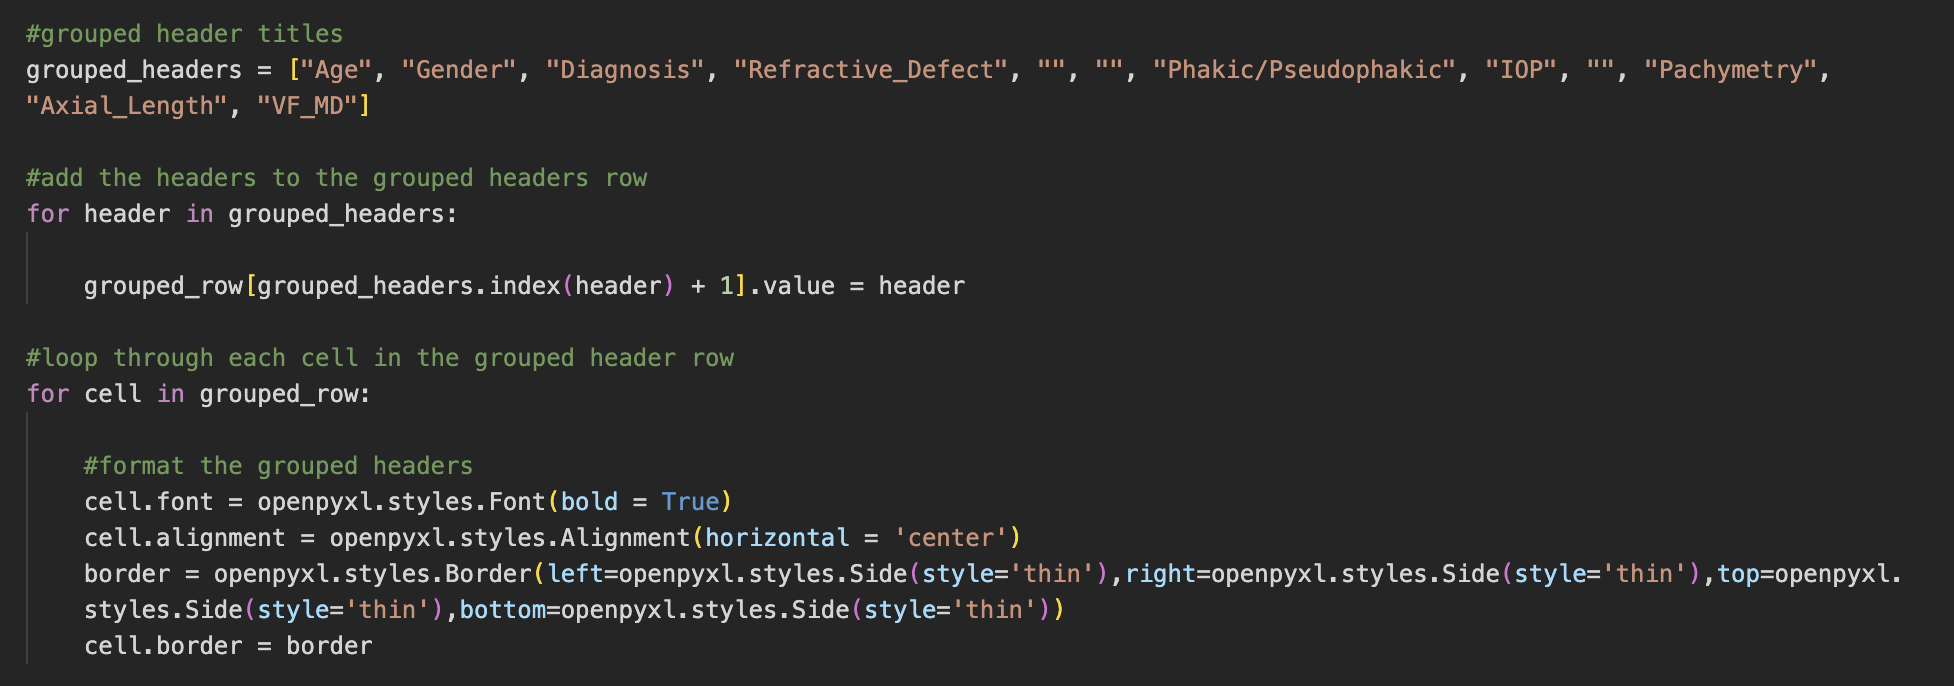 #grouped header titles
grouped_headers = ["Age", "Gender", "Diagnosis", "Refractive_Defect", "", "", "Phakic/Pseudophakic", "IOP", "", "Pachymetry",
"Axial_Length", "VF_MD"]
#add the headers to the grouped headers row
for header in grouped_headers:
    grouped_row[grouped_headers.index(header) + 1].value = header
#loop through each cell in the grouped header row
for cell in grouped_row:
    #format the grouped headers
    cell.font = openpyxl.styles.Font(bold = True)
    cell.alignment = openpyxl.styles.Alignment(horizontal = 'center')
    border = openpyxl.styles.Border(left=openpyxl.styles.Side(style='thin'),right=openpyxl.styles.Side(style='thin'),top=openpyxl.
    styles.Side(style='thin'),bottom=openpyxl.styles.Side(style='thin'))
    cell.border = border